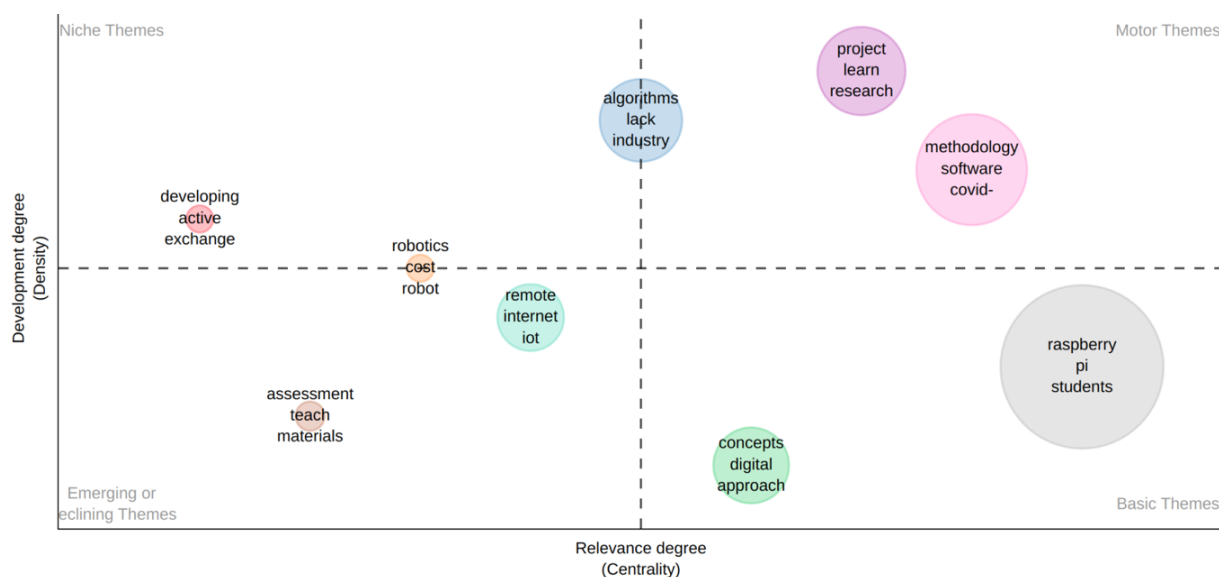 Niche Themes
Motor Themes
project
learn
research
algorithms
lack
industry
methodology
software
covid-
developing
active
exchange
robotics
cost
robot
remote
internet
iot
raspberry
pi
students
assessment
teach
materials
concepts
digital
approach
Emerging or
eclining Themes
Basic Themes
Development degree
(Density)
Relevance degree
(Centrality)